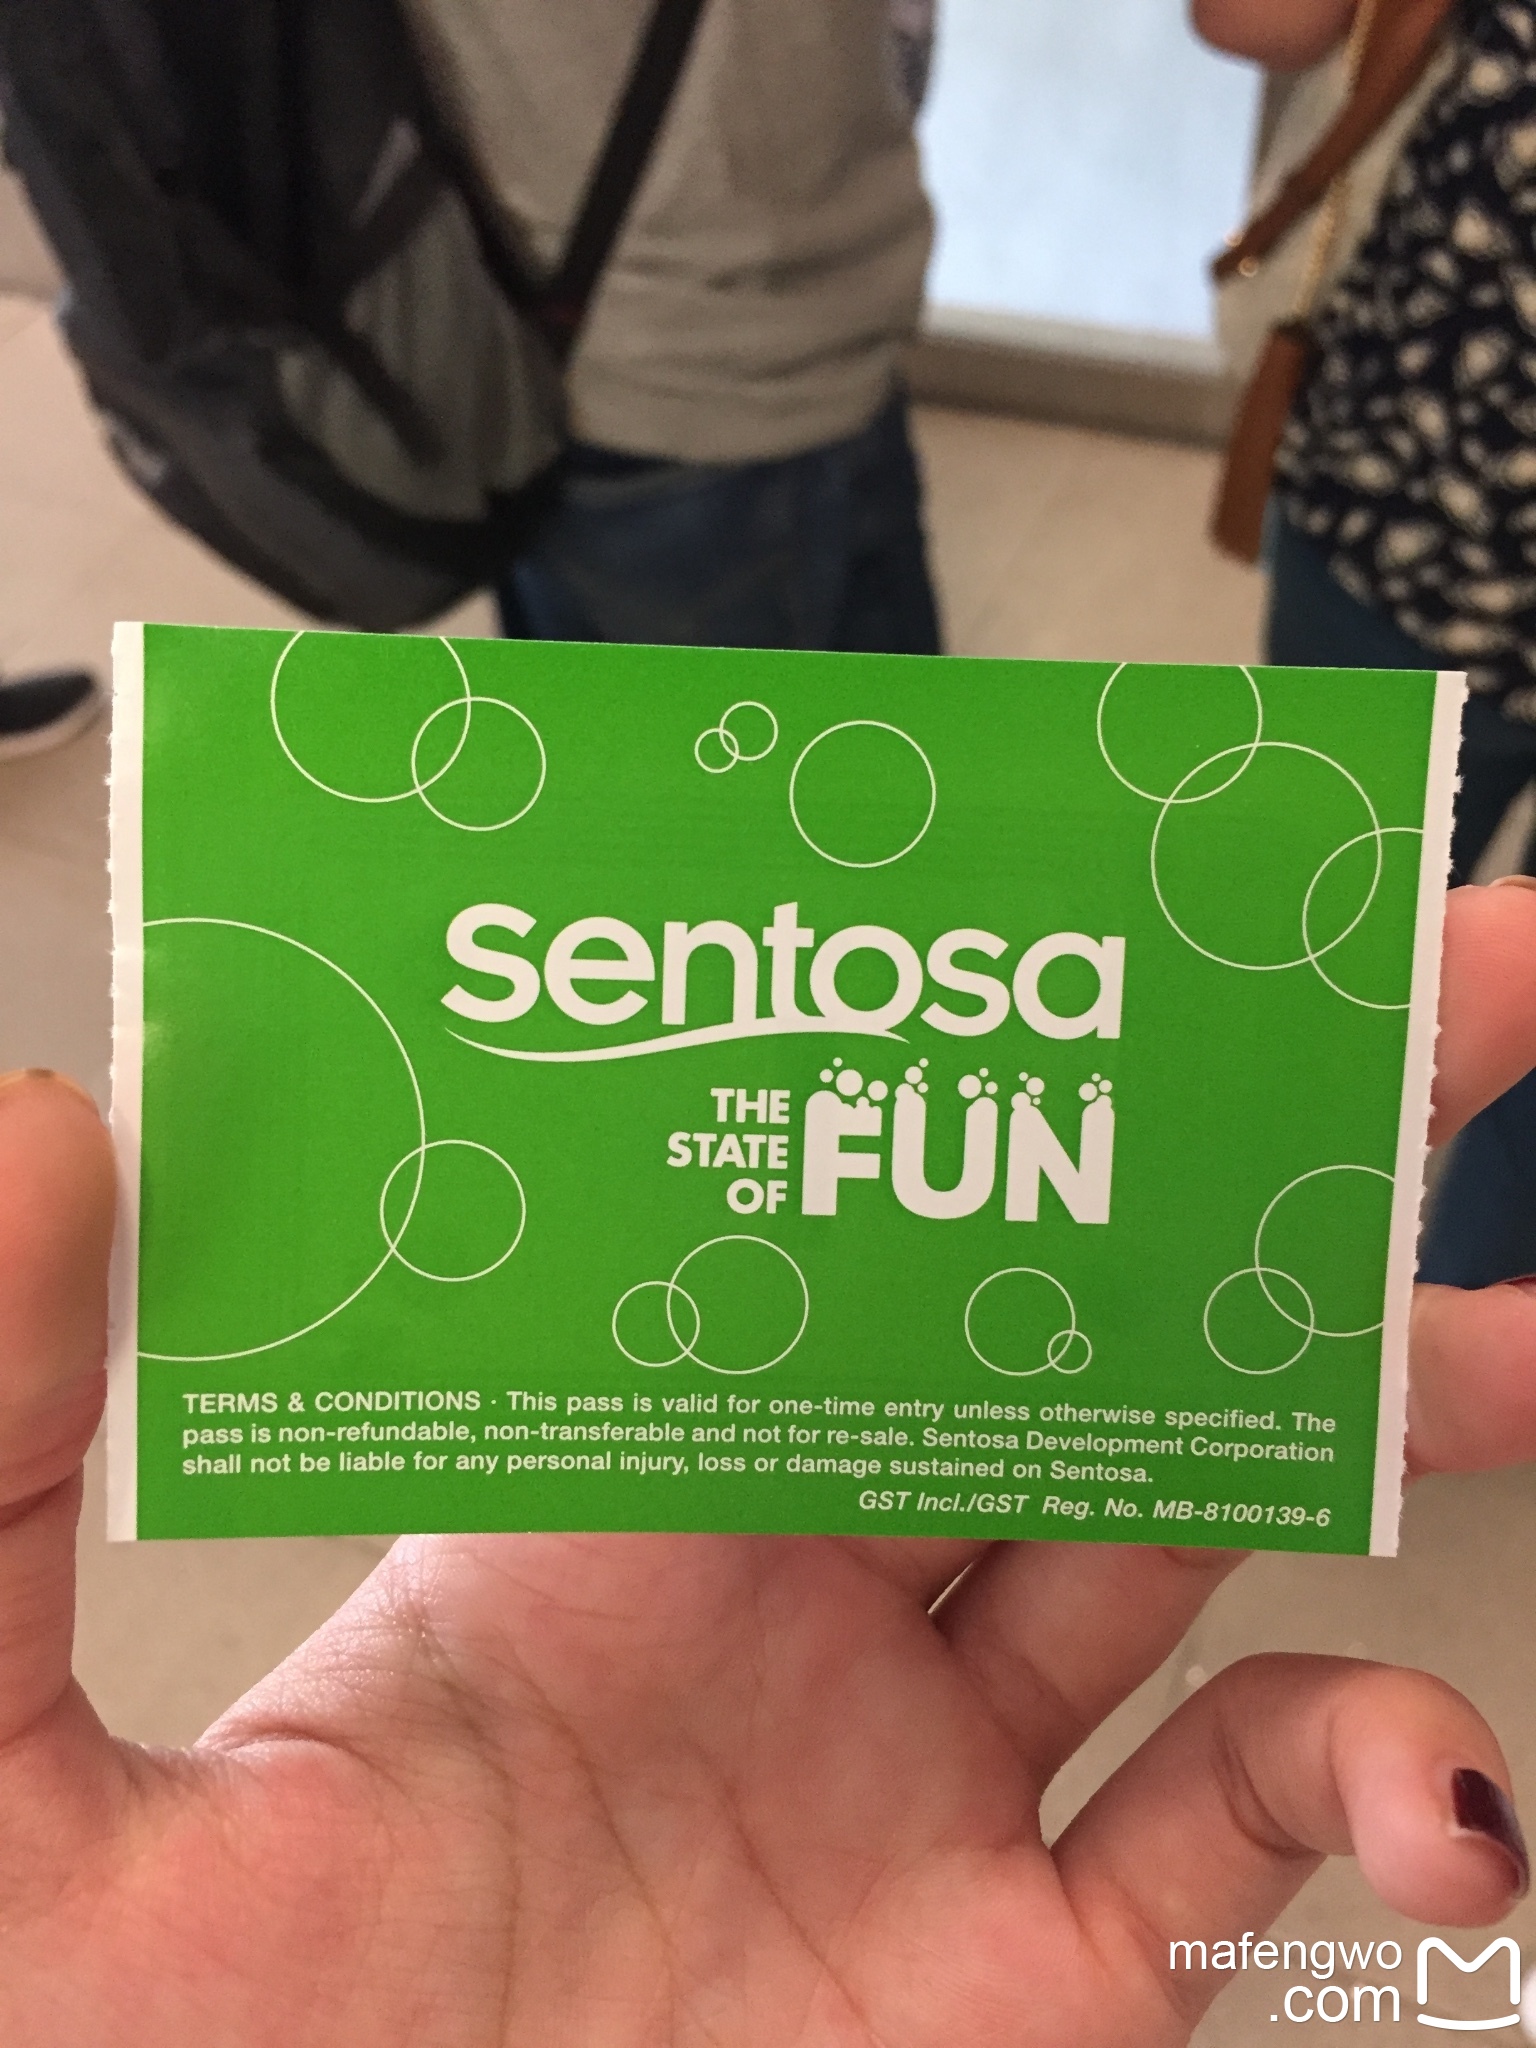 sentosa
THE
STATE
OF
FUN
TERMS & CONDITIONS · This pass is valid for one-time entry unless otherwise specified. The
pass is non-refundable, non-transferable and not for re-sale. Sentosa Development Corporation
shall not be liable for any personal injury, loss or damage sustained on Sentosa.
GST Incl./GST Reg. No. MB-8100139-6
mafengwo
.com